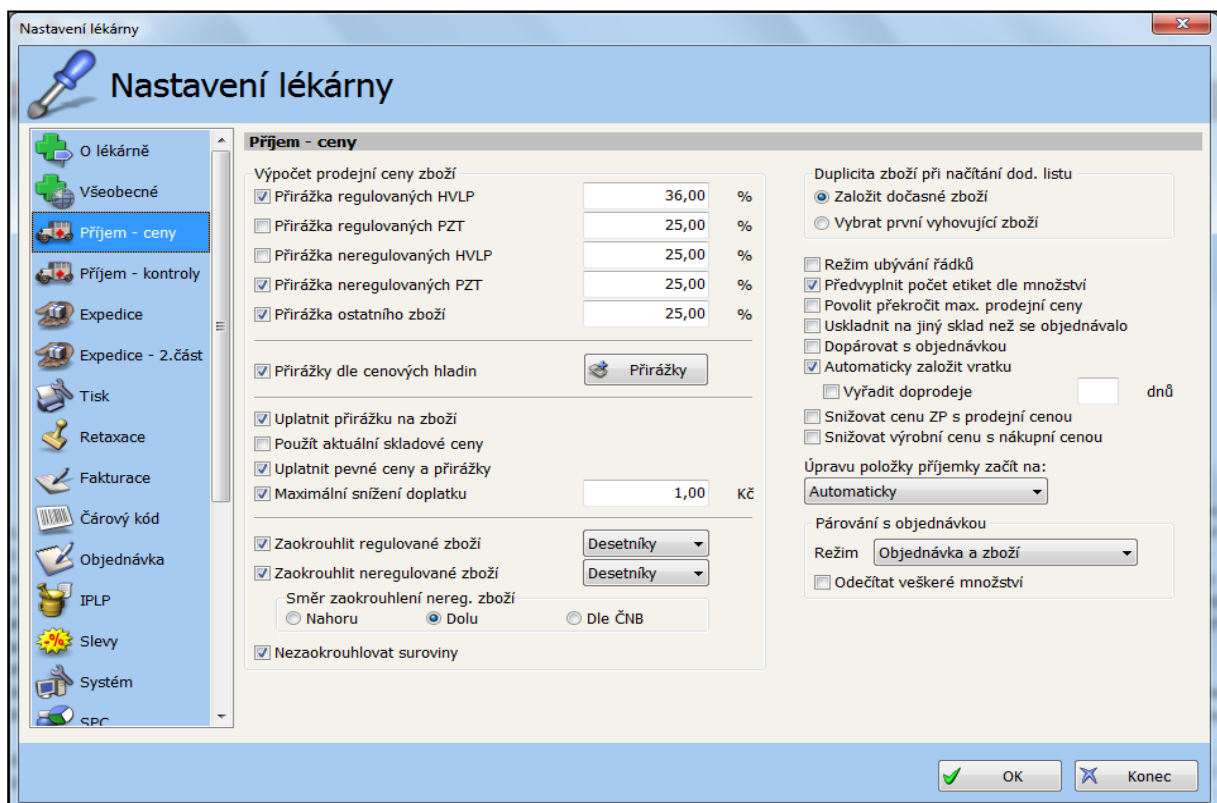 Nastavení lékárny
Nastavení lékárny
O lékárně
Všeobecné
Příjem - ceny
Příjem - kontroly
Expedice
Expedice - 2.část
Tisk
Retaxace
Fakturace
Čárový kód
Objednávka
IPLP
Slevy
Systém
SPC
Příjem - ceny
Výpočet prodejní ceny zboží
Přirážka regulovaných HVLP 36,00 %
Přirážka regulovaných PZT 25,00 %
Přirážka neregulovaných HVLP 25,00 %
Přirážka neregulovaných PZT 25,00 %
Přirážka ostatního zboží 25,00 %
Přirážky dle cenových hladin Přirážky
Uplatnit přirážku na zboží
Použít aktuální skladové ceny
Uplatnit pevné ceny a přirážky
Maximální snížení doplatku 1,00 Kč
Zaokrouhlit regulované zboží Desetníky
Zaokrouhlit neregulované zboží Desetníky
Směr zaokrouhlení nereg. zboží
Nahoru Dolu Dle ČNB
Nezaokrouhlovat suroviny
Duplicita zboží při načítání dod. listu
Založit dočasné zboží
Vybrat první vyhovující zboží
Režim ubývání řádků
Předvyplnit počet etiket dle množství
Povolit překročit max. prodejní ceny
Uskladnit na jiný sklad než se objednávalo
Dopárovat s objednávkou
Automaticky založit vratku
Vyřadit doprodeje dnů
Snižovat cenu ZP s prodejní cenou
Snižovat výrobní cenu s nákupní cenou
Úpravu položky příjemky začít na:
Automaticky
Párování s objednávkou
Režim Objednávka a zboží
Odečítat veškeré množství
OK Konec